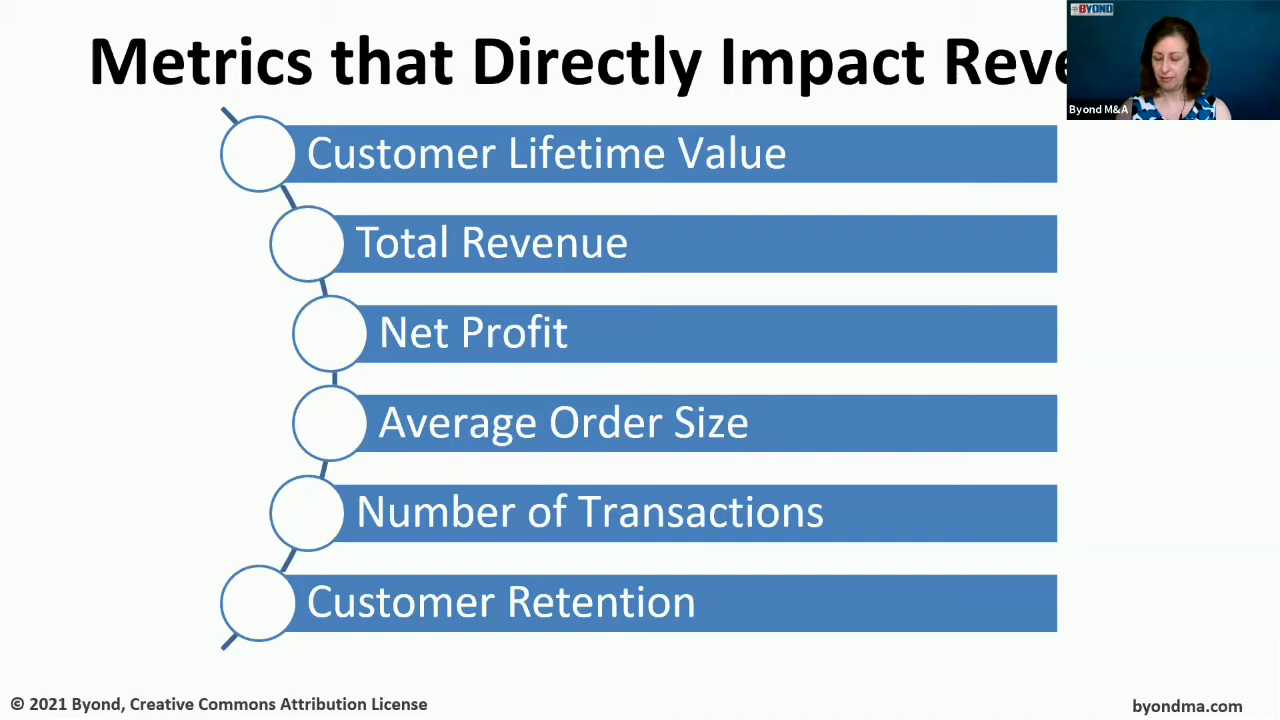 Metrics that Directly Impact Reve
BYOND
Byond M&A
Customer Lifetime Value
Total Revenue
Net Profit
Average Order Size
Number of Transactions
Customer Retention
© 2021 Byond, Creative Commons Attribution License
byondma.com